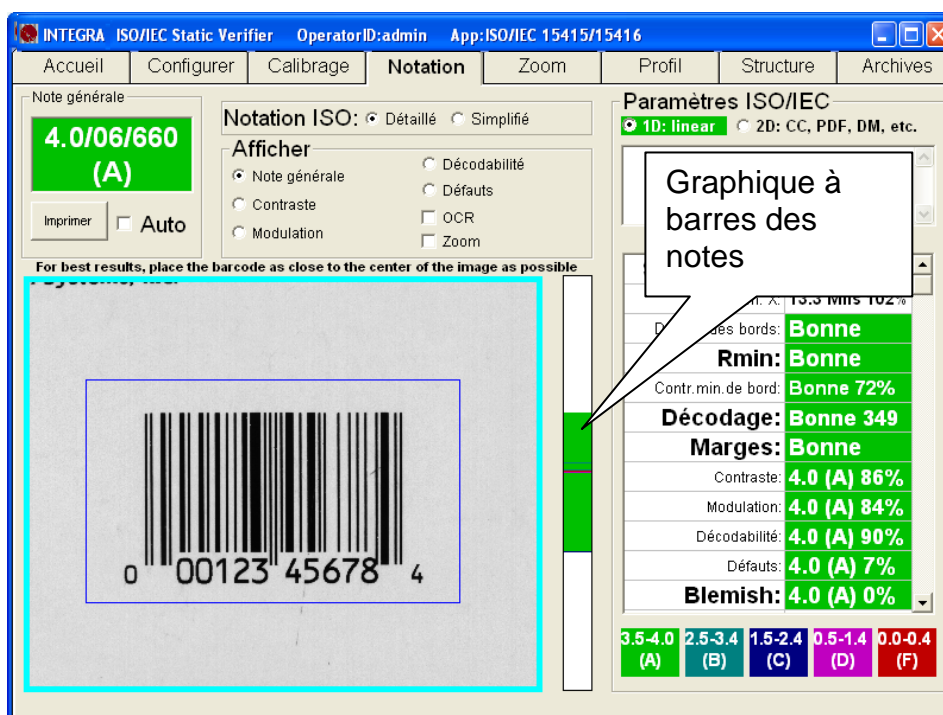 INTEGRA ISO/IEC Static Verifier OperatorID:admin App:ISO/IEC 15415/15416
Accueil Configurer Calibrage Notation Zoom Profil Structure Archives
Note générale
4.0/06/660
(A)
Imprimer Auto
Notation ISO: Détaillé Simplifié
Afficher
Note générale
Contraste
Modulation
Décodabilité
Défauts
OCR
Zoom
Paramètres ISO/IEC
1D: linear 2D: CC, PDF, DM, etc.
Graphique à
barres des
notes
For best results, place the barcode as close to the center of the image as possible
0 00123 45678 4
X: 13.3 Mils 102%
bords: Bonne
Rmin: Bonne
Contr.min.de bord: Bonne 72%
Décodage: Bonne 349
Marges: Bonne
Contraste: 4.0 (A) 86%
Modulation: 4.0 (A) 84%
Décodabilité: 4.0 (A) 90%
Défauts: 4.0 (A) 7%
Blemish: 4.0 (A) 0%
3.5-4.0 2.5-3.4 1.5-2.4 0.5-1.4 0.0-0.4
(A) (B) (C) (D) (F)